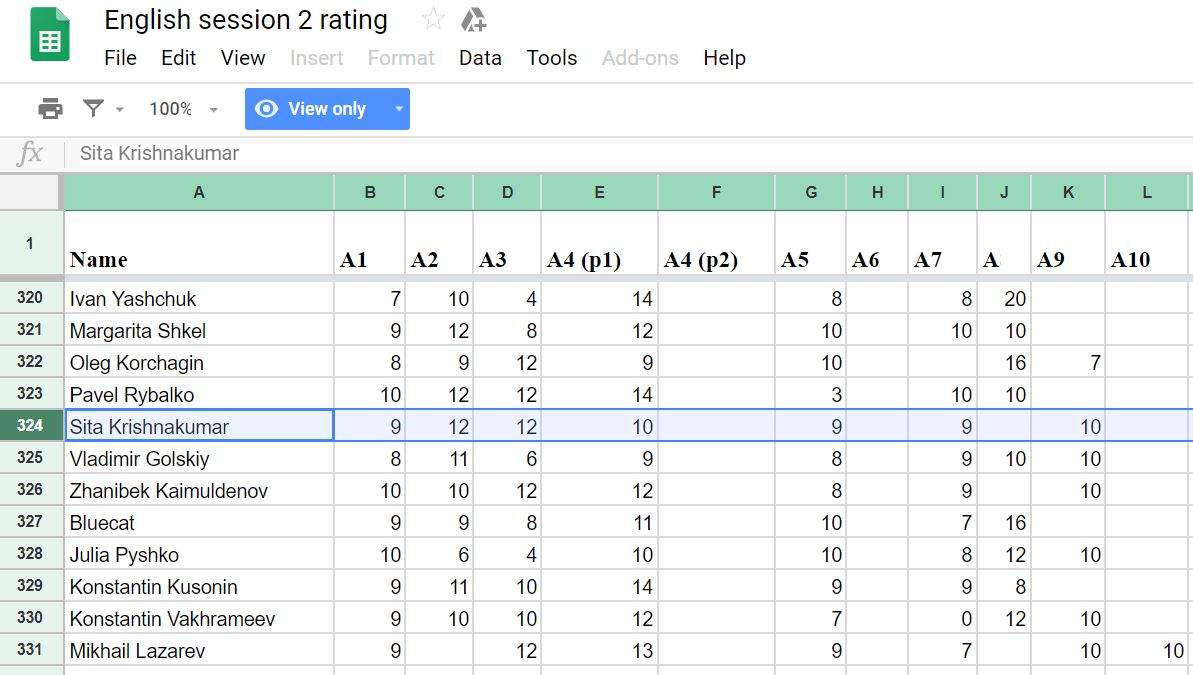 English session 2 rating
File Edit View Insert Format Data Tools Add-ons Help
100% View only
fx Sita Krishnakumar
A B C D E F G H I J K L
1 Name A1 A2 A3 A4 (p1) A4 (p2) A5 A6 A7 A A9 A10
320 Ivan Yashchuk 7 10 4 14 8 8 20
321 Margarita Shkel 9 12 8 12 10 10 10
322 Oleg Korchagin 8 9 12 9 10 16 7
323 Pavel Rybalko 10 12 12 14 3 10 10
324 Sita Krishnakumar 9 12 12 10 9 9 10
325 Vladimir Golskiy 8 11 6 9 8 9 10 10
326 Zhanibek Kaimuldenov 10 10 12 12 8 9 10
327 Bluecat 9 9 8 11 10 7 16
328 Julia Pyshko 10 6 4 10 10 8 12 10
329 Konstantin Kusonin 9 11 10 14 9 9 8
330 Konstantin Vakhrameev 9 10 10 12 7 0 12 10
331 Mikhail Lazarev 9 12 13 9 7 10 10